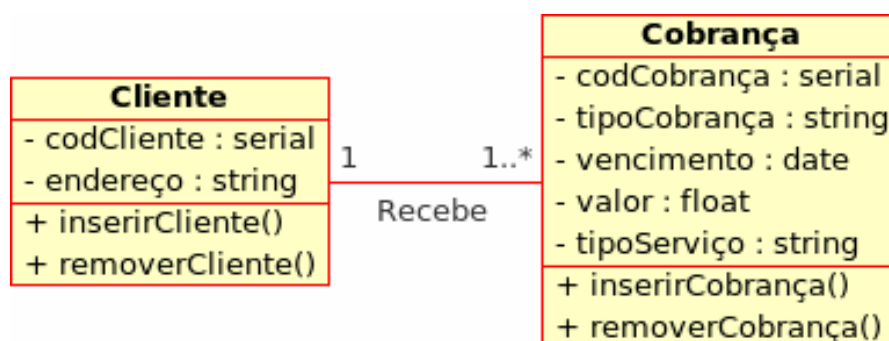 Cliente
- codCliente : serial
- endereço : string
+ inserirCliente()
+ removerCliente()
1
1..*
Recebe
Cobrança
- codCobrança : serial
- tipoCobrança : string
- vencimento : date
- valor : float
- tipoServiço : string
+ inserirCobrança()
+ removerCobrança()